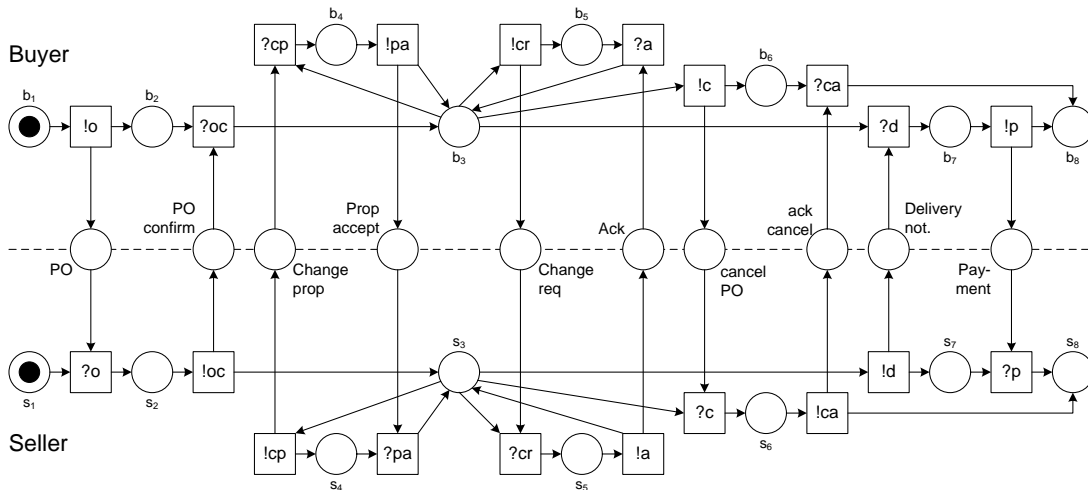 b4
b5
?cp
!pa
!cr
?a
Buyer
b6
!c
?ca
b1
b2
!o
?oc
?d
!p
b3
b7
b8
PO
confirm
Prop
accept
Ack
ack
cancel
Delivery
not.
PO
Change
prop
Change
req
cancel
PO
Pay-
ment
s3
s7
s8
?o
!oc
!d
?p
s1
s2
?c
!ca
s6
Seller
!cp
?pa
?cr
!a
s4
s5